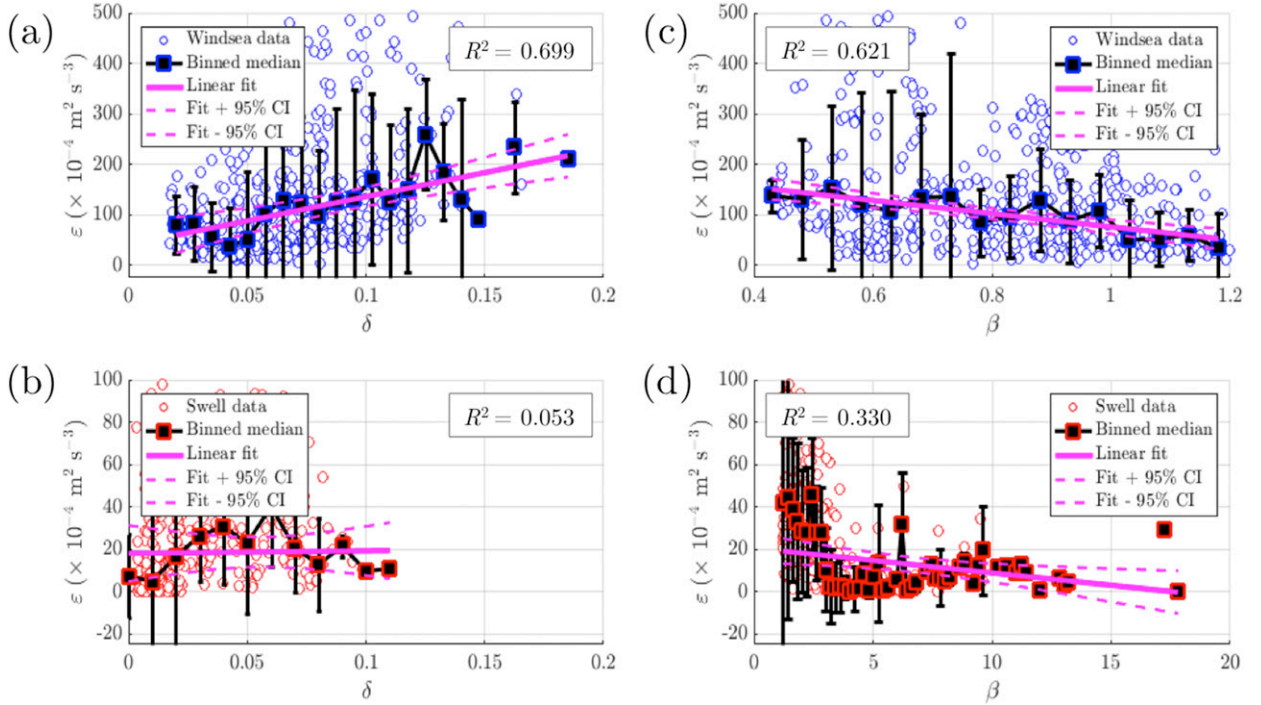 (a)
500
400
300
200
100
0
ε (× 10⁻⁴ m² s⁻³)
Windsea data
Binned median
Linear fit
Fit + 95% CI
Fit - 95% CI
R² = 0.699
0 0.05 0.1 0.15 0.2
δ
(c)
500
400
300
200
100
0
ε (× 10⁻⁴ m² s⁻³)
R² = 0.621
Windsea data
Binned median
Linear fit
Fit + 95% CI
Fit - 95% CI
0.4 0.6 0.8 1 1.2
β
(b)
100
80
60
40
20
0
-20
ε (× 10⁻⁴ m² s⁻³)
Swell data
Binned median
Linear fit
Fit + 95% CI
Fit - 95% CI
R² = 0.053
0 0.05 0.1 0.15 0.2
δ
(d)
100
80
60
40
20
0
-20
ε (× 10⁻⁴ m² s⁻³)
R² = 0.330
Swell data
Binned median
Linear fit
Fit + 95% CI
Fit - 95% CI
0 5 10 15 20
β